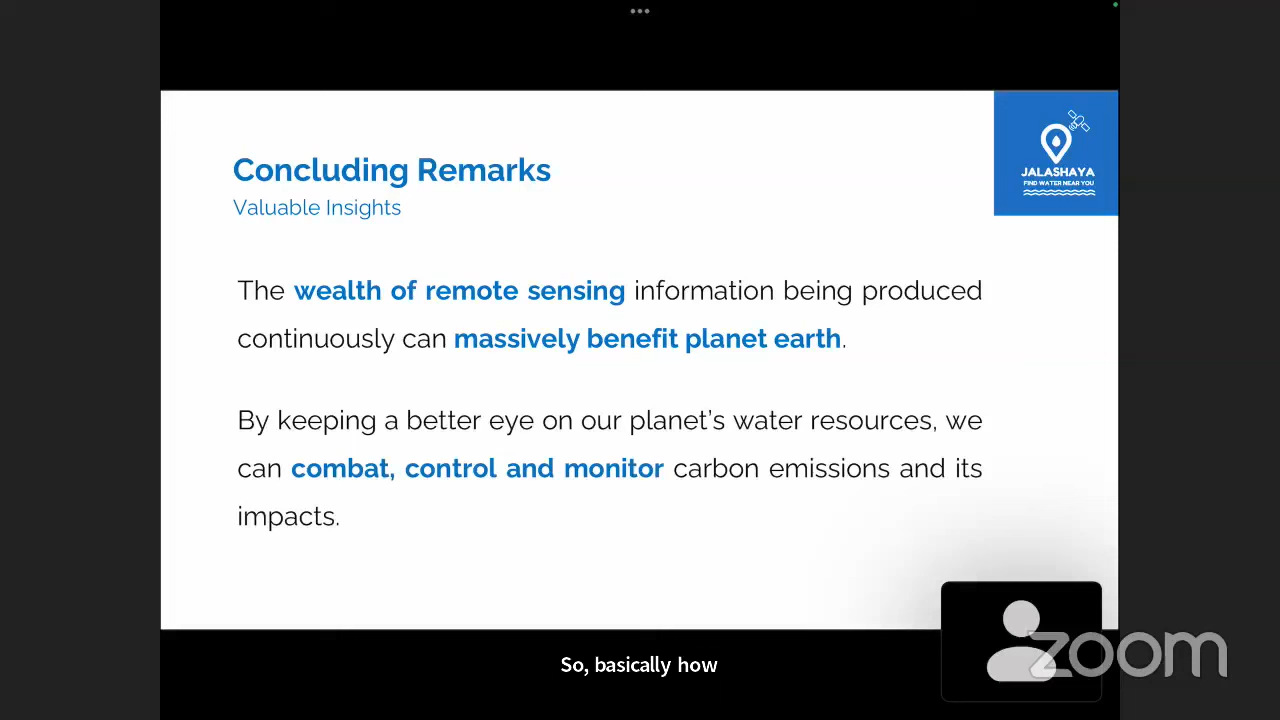 JALASHAYA
FIND WATER NEAR YOU
Concluding Remarks
Valuable Insights
The wealth of remote sensing information being produced
continuously can massively benefit planet earth.
By keeping a better eye on our planet’s water resources, we
can combat, control and monitor carbon emissions and its
impacts.
zoom
So, basically how